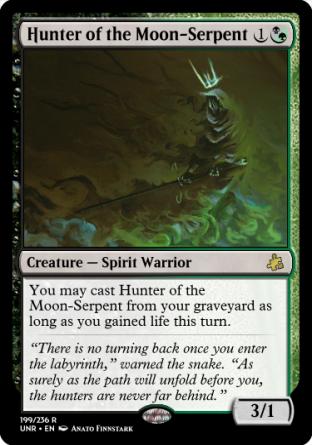 Hunter of the Moon-Serpent 1
Creature — Spirit Warrior
You may cast Hunter of the
Moon-Serpent from your graveyard as
long as you gained life this turn.
“There is no turning back once you enter
the labyrinth,” warned the snake. “As
surely as the path will unfold before you,
the hunters are never far behind.”
3/1
199/236 R
UNR • EN Anato Finnstark